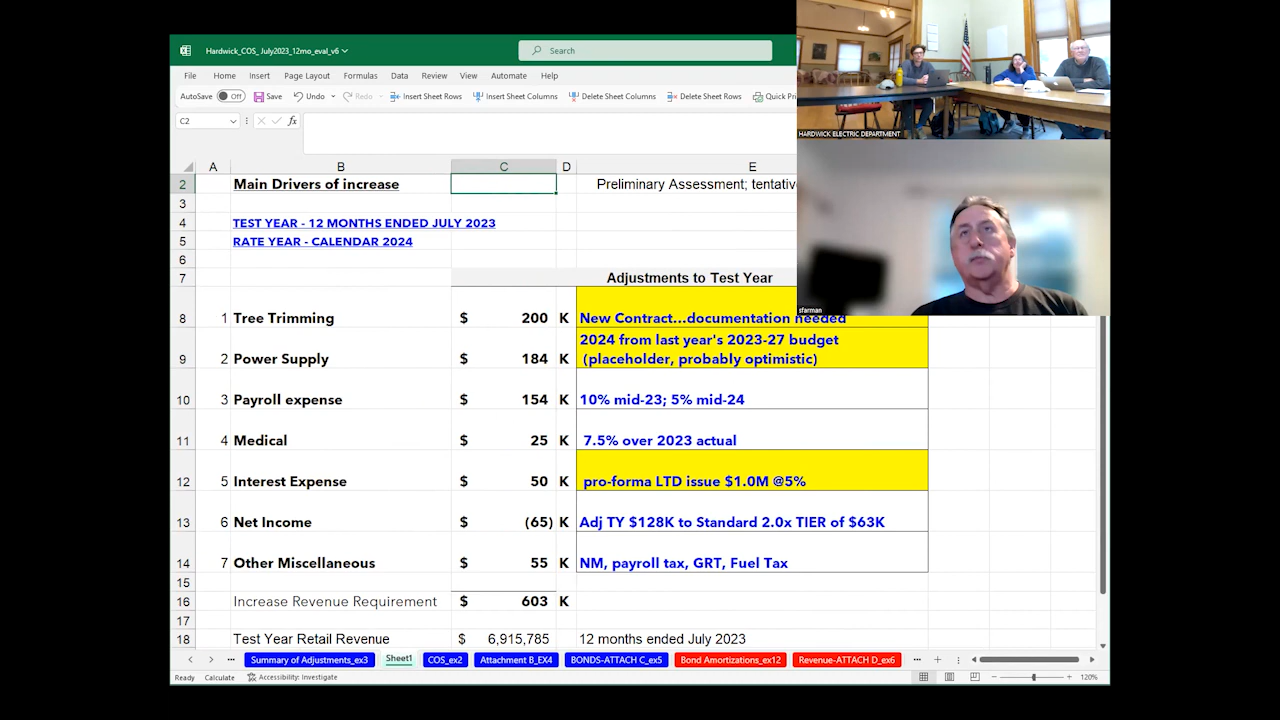 Hardwick_COS_July2023_12mo_eval_v6
Search
File Home Insert Page Layout Formulas Data Review View Automate Help
AutoSave Off Save Undo Redo Insert Sheet Rows Insert Sheet Columns Delete Sheet Columns Delete Sheet Rows Quick Pri
C2 fx
HARDWICK ELECTRIC DEPARTMENT
A B C D E
2 Main Drivers of increase Preliminary Assessment; tentativ
3
4 TEST YEAR - 12 MONTHS ENDED JULY 2023
5 RATE YEAR - CALENDAR 2024
6
7 Adjustments to Test Year
sfarman
8 1 Tree Trimming $ 200 K New Contract...documentation needed
2024 from last year's 2023-27 budget
9 2 Power Supply $ 184 K (placeholder, probably optimistic)
10 3 Payroll expense $ 154 K 10% mid-23; 5% mid-24
11 4 Medical $ 25 K 7.5% over 2023 actual
12 5 Interest Expense $ 50 K pro-forma LTD issue $1.0M @5%
13 6 Net Income $ (65) K Adj TY $128K to Standard 2.0x TIER of $63K
14 7 Other Miscellaneous $ 55 K NM, payroll tax, GRT, Fuel Tax
15
16 Increase Revenue Requirement $ 603 K
17
18 Test Year Retail Revenue $ 6,915,785 12 months ended July 2023
Summary of Adjustments_ex3 Sheet1 COS_ex2 Attachment B_EX4 BONDS-ATTACH C_ex5 Bond Amortizations_ex12 Revenue-ATTACH D_ex6
Ready Calculate Accessibility: Investigate 120%